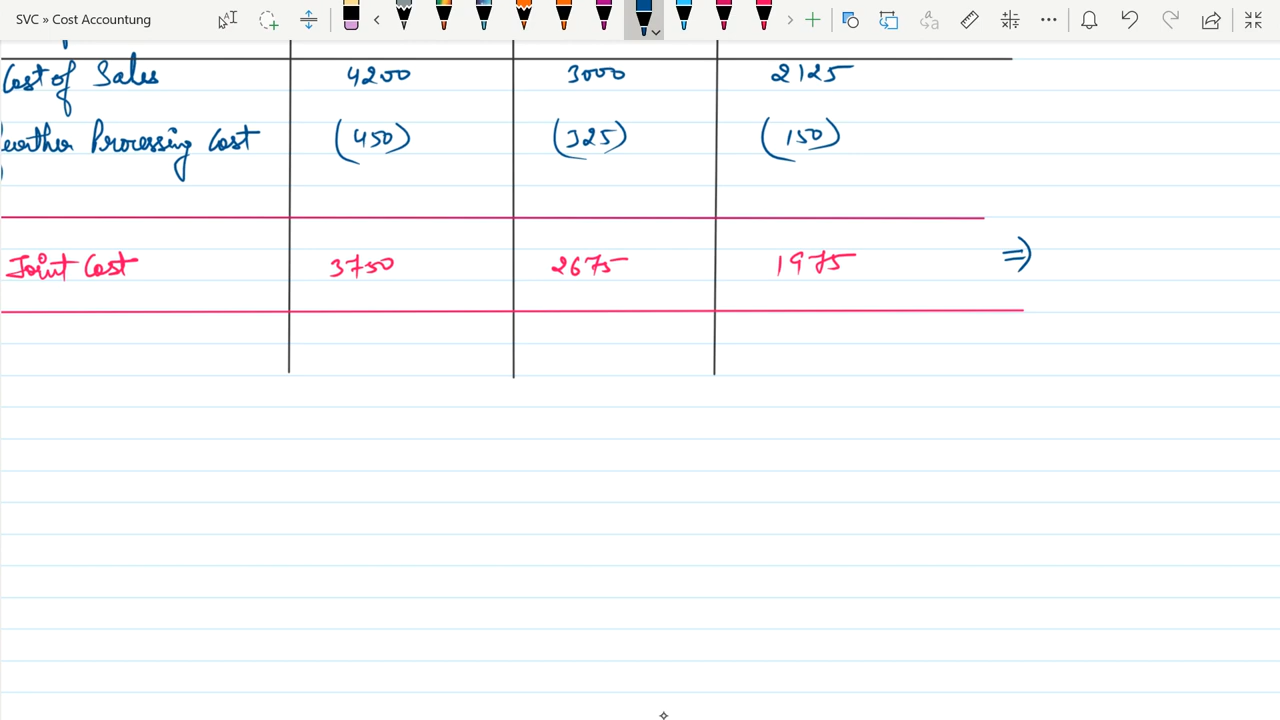 SVC » Cost Accountung
Cost of Sales 4200 3000 2125
Processing Cost (450) (325) (150)
Joint Cost 3750 2675 1975 ⇒